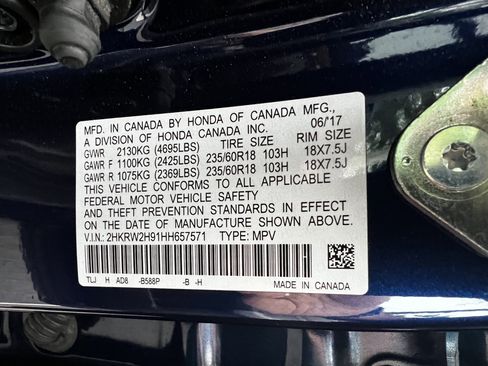 MFD. IN CANADA BY HONDA OF CANADA MFG.,
A DIVISION OF HONDA CANADA INC. 06/'17
GVWR 2130KG (4695LBS) TIRE SIZE RIM SIZE
GAWR F 1100KG (2425LBS) 235/60R18 103H 18X7.5J
GAWR R 1075KG (2369LBS) 235/60R18 103H 18X7.5J
THIS VEHICLE CONFORMS TO ALL APPLICABLE
FEDERAL MOTOR VEHICLE SAFETY
AND THEFT PREVENTION STANDARDS IN EFFECT
ON THE DATE OF MANUFACTURE SHOWN ABOVE.
V.I.N.: 2HKRW2H91HH657571 TYPE: MPV
TLJ H AD8 -B588P -B -H
MADE IN CANADA